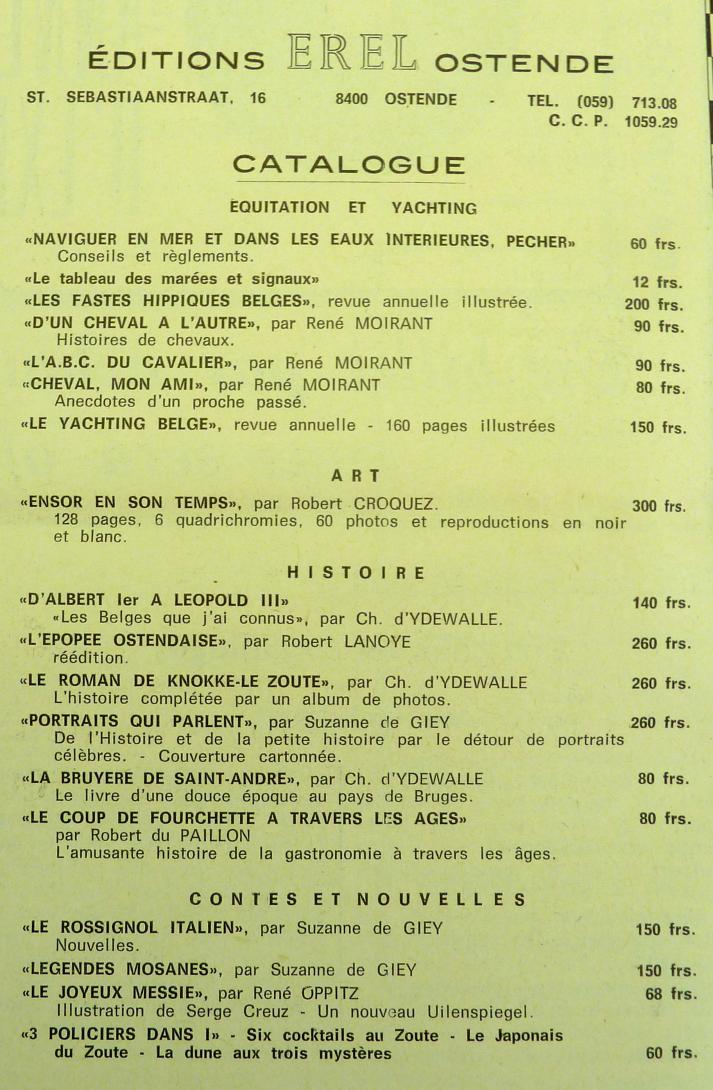 ÉDITIONS EREL OSTENDE
ST. SEBASTIAANSTRAAT, 16 8400 OSTENDE - TEL. (059) 713.08
C. C. P. 1059.29
CATALOGUE
EQUITATION ET YACHTING
«NAVIGUER EN MER ET DANS LES EAUX INTERIEURES, PECHER» 60 frs.
Conseils et règlements.
«Le tableau des marées et signaux» 12 frs.
«LES FASTES HIPPIQUES BELGES», revue annuelle illustrée. 200 frs.
«D'UN CHEVAL A L'AUTRE», par René MOIRANT 90 frs.
Histoires de chevaux.
«L'A.B.C. DU CAVALIER», par René MOIRANT 90 frs.
«CHEVAL, MON AMI», par René MOIRANT 80 frs.
Anecdotes d'un proche passé.
«LE YACHTING BELGE», revue annuelle - 160 pages illustrées 150 frs.
ART
«ENSOR EN SON TEMPS», par Robert CROQUEZ. 300 frs.
128 pages, 6 quadrichromies, 60 photos et reproductions en noir
et blanc.
HISTOIRE
«D'ALBERT Ier A LEOPOLD III» 140 frs.
«Les Belges que j'ai connus», par Ch. d'YDEWALLE.
«L'EPOPEE OSTENDAISE», par Robert LANOYE 260 frs.
réédition.
«LE ROMAN DE KNOKKE-LE ZOUTE», par Ch. d'YDEWALLE 260 frs.
L'histoire complétée par un album de photos.
«PORTRAITS QUI PARLENT», par Suzanne de GIEY 260 frs.
De l'Histoire et de la petite histoire par le détour de portraits
célèbres. - Couverture cartonnée.
«LA BRUYERE DE SAINT-ANDRE», par Ch. d'YDEWALLE 80 frs.
Le livre d'une douce époque au pays de Bruges.
«LE COUP DE FOURCHETTE A TRAVERS LES AGES» 80 frs.
par Robert du PAILLON
L'amusante histoire de la gastronomie à travers les âges.
CONTES ET NOUVELLES
«LE ROSSIGNOL ITALIEN», par Suzanne de GIEY 150 frs.
Nouvelles.
«LEGENDES MOSANES», par Suzanne de GIEY 150 frs.
«LE JOYEUX MESSIE», par René OPPITZ 68 frs.
Illustration de Serge Creuz - Un nouveau Uilenspiegel.
«3 POLICIERS DANS I» - Six cocktails au Zoute - Le Japonais
du Zoute - La dune aux trois mystères 60 frs.